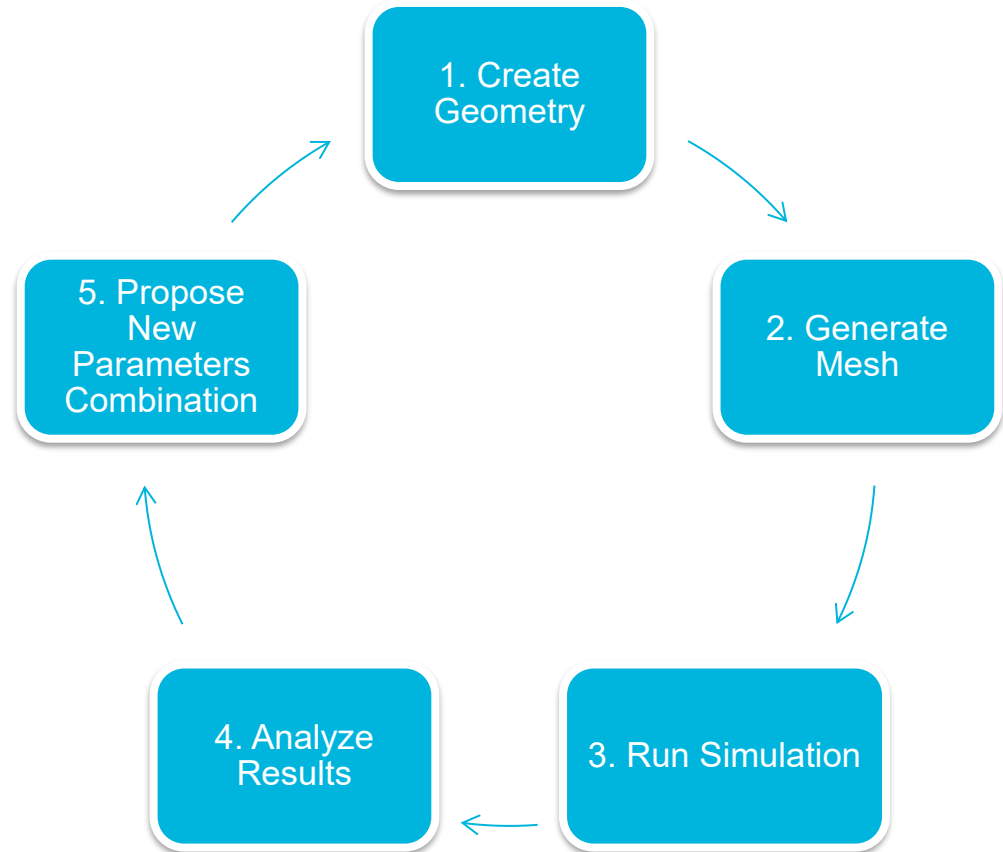 1. Create
Geometry
2. Generate
Mesh
3. Run Simulation
4. Analyze
Results
5. Propose
New
Parameters
Combination